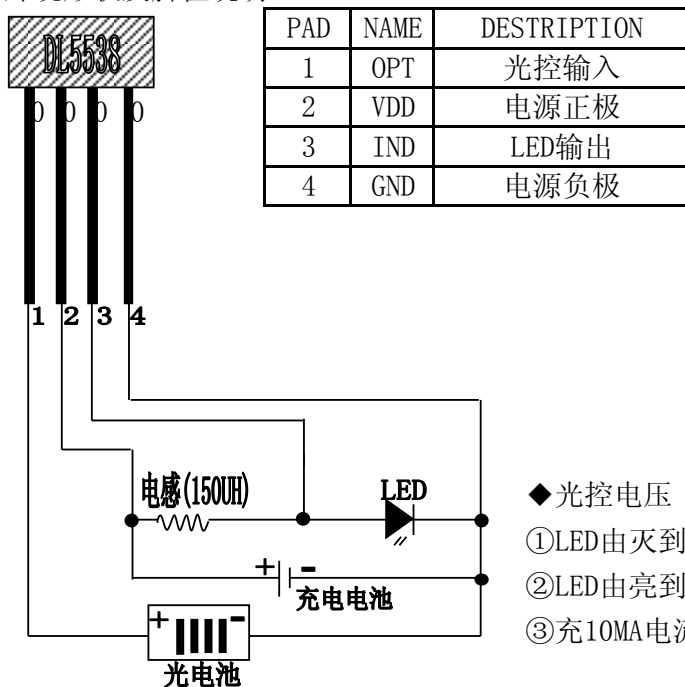 DL5538
PAD NAME DESTRIPTION
1 OPT 光控输入
2 VDD 电源正极
3 IND LED输出
4 GND 电源负极
0 0 0 0
1 2 3 4
电感(150UH)
LED
+ -
充电电池
+ -
光电池
◆光控电压
①LED由灭到
②LED由亮到
③充10MA电